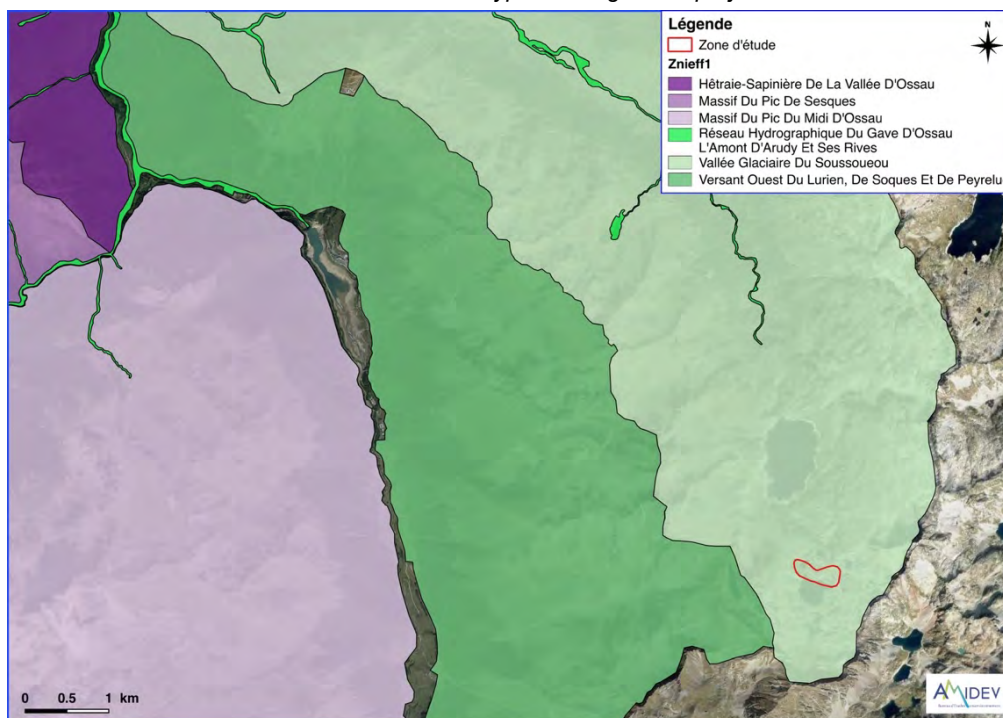 Légende
N
Zone d'étude
Znieff1
Hêtraie-Sapinière De La Vallée D'Ossau
Massif Du Pic De Sesques
Massif Du Pic Du Midi D'Ossau
Réseau Hydrographique Du Gave D'Ossau
L'Amont D'Arudy Et Ses Rives
Vallée Glaciaire Du Soussoueou
Versant Ouest Du Lurien, De Soques Et De Peyrelu
0 0.5 1 km
AMIDEV